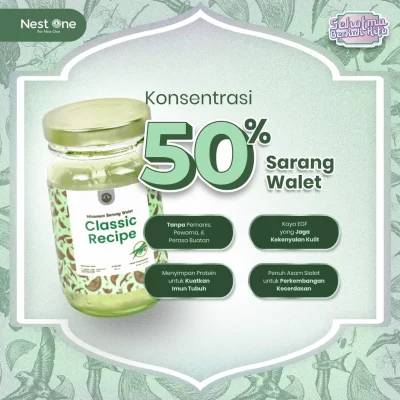 Nest One
For New One
Sehatmu
Berawal Kita
Konsentrasi
50%
Sarang
Walet
Minuman Sarang Walet
Classic
Recipe
Tanpa Pemanis,
Pewarna, &
Perasa Buatan
Kaya EGF
yang Jaga
Kekenyalan Kulit
Menyimpan Protein
untuk Kuatkan
Imun Tubuh
Penuh Asam Sialat
untuk Perkembangan
Kecerdasan